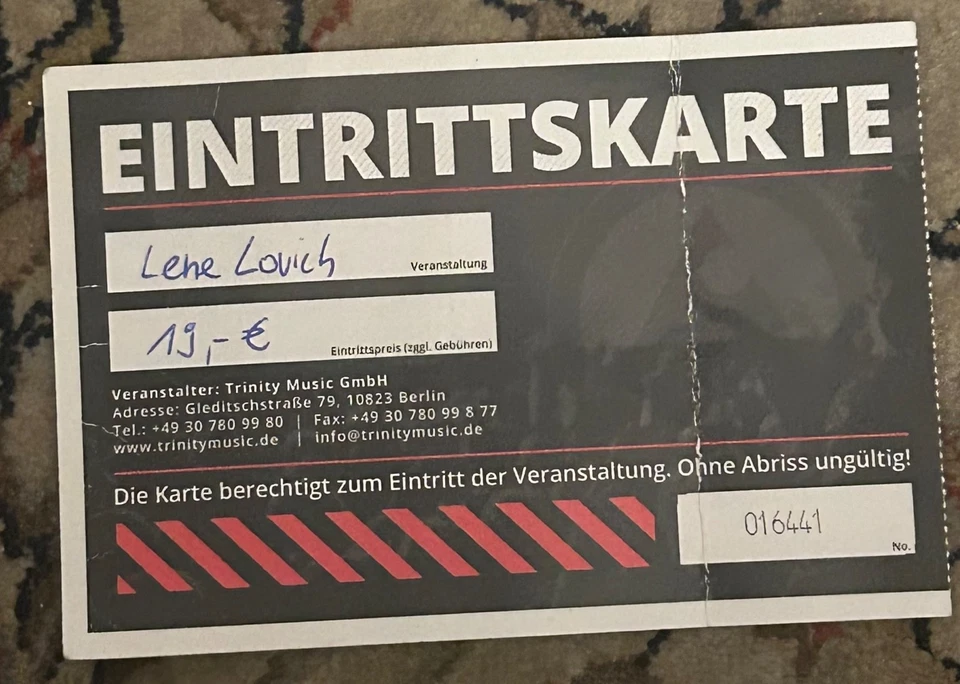 EINTRITTSKARTE
Lene Lovich
Veranstaltung
19,- €
Eintrittspreis (zzgl. Gebühren)
Veranstalter: Trinity Music GmbH
Adresse: Gleditschstraße 79, 10823 Berlin
Tel.: +49 30 780 99 80 | Fax: +49 30 780 99 8 77
www.trinitymusic.de | info@trinitymusic.de
Die Karte berechtigt zum Eintritt der Veranstaltung. Ohne Abriss ungültig!
016441
No.